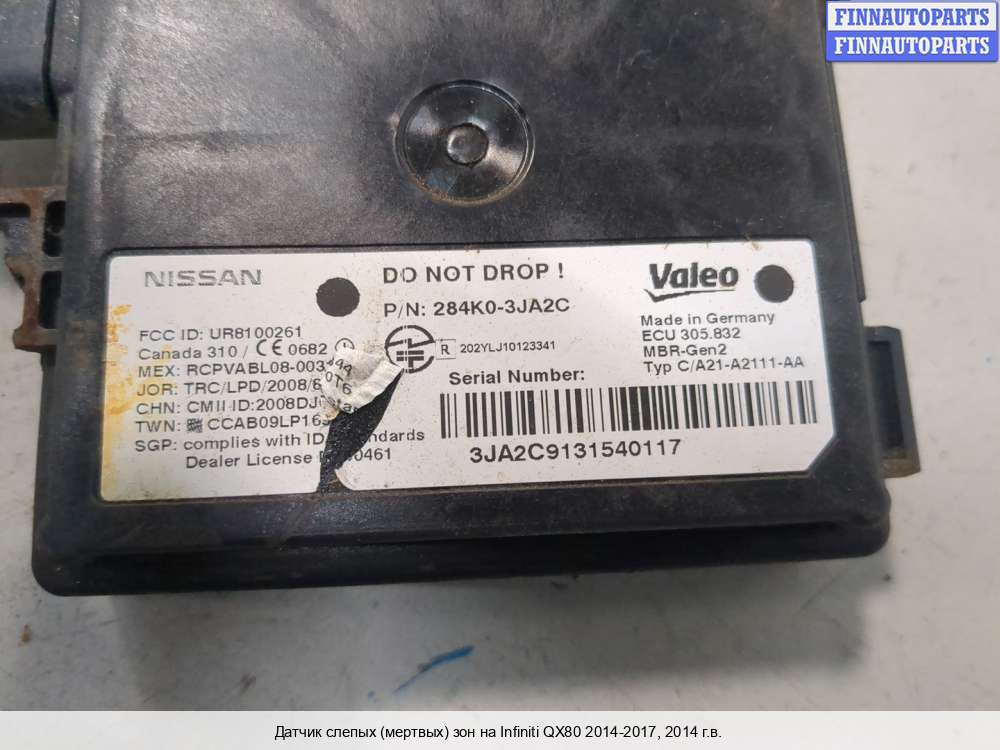 FINNAUTOPARTS
FINNAUTOPARTS
NISSAN
DO NOT DROP !
Valeo
P/N: 284K0-3JA2C
FCC ID: UR8100261
Canada 310 / CE 0682
MEX: RCPVABL08-003
JOR: TRC/LPD/2008/
CHN: CMII ID:2008DJ
TWN: CCAB09LP16
SGP: complies with
Dealer License
R 202YLJ10123341
Made in Germany
ECU 305.832
MBR-Gen2
Typ C/A21-A2111-AA
Serial Number:
3JA2C9131540117
Датчик слепых (мертвых) зон на Infiniti QX80 2014-2017, 2014 г.в.